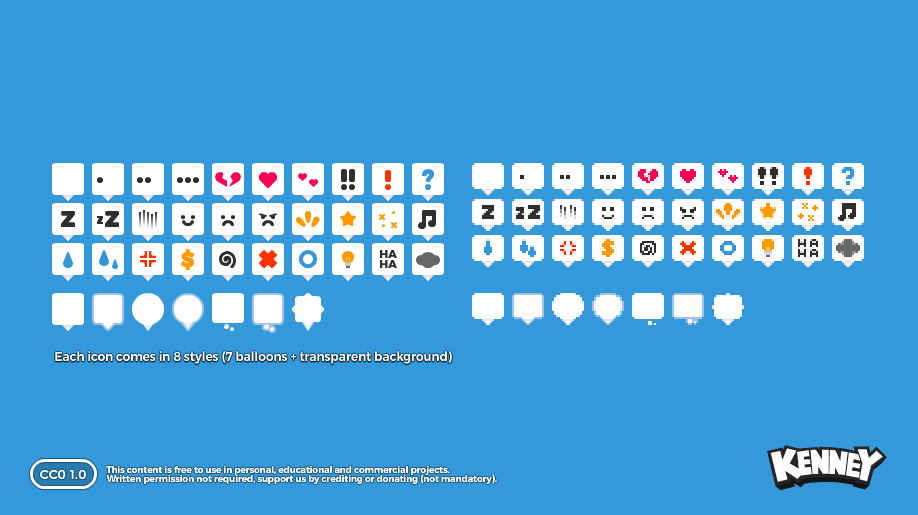 !! ! ?
Z zZ
$ HA
HA
! ! ! ?
Z ZZ
$ HA
HA
Each icon comes in 8 styles (7 balloons + transparent background)
CC0 1.0
This content is free to use in personal, educational and commercial projects.
Written permission not required, support us by crediting or donating (not mandatory).
KENNEY